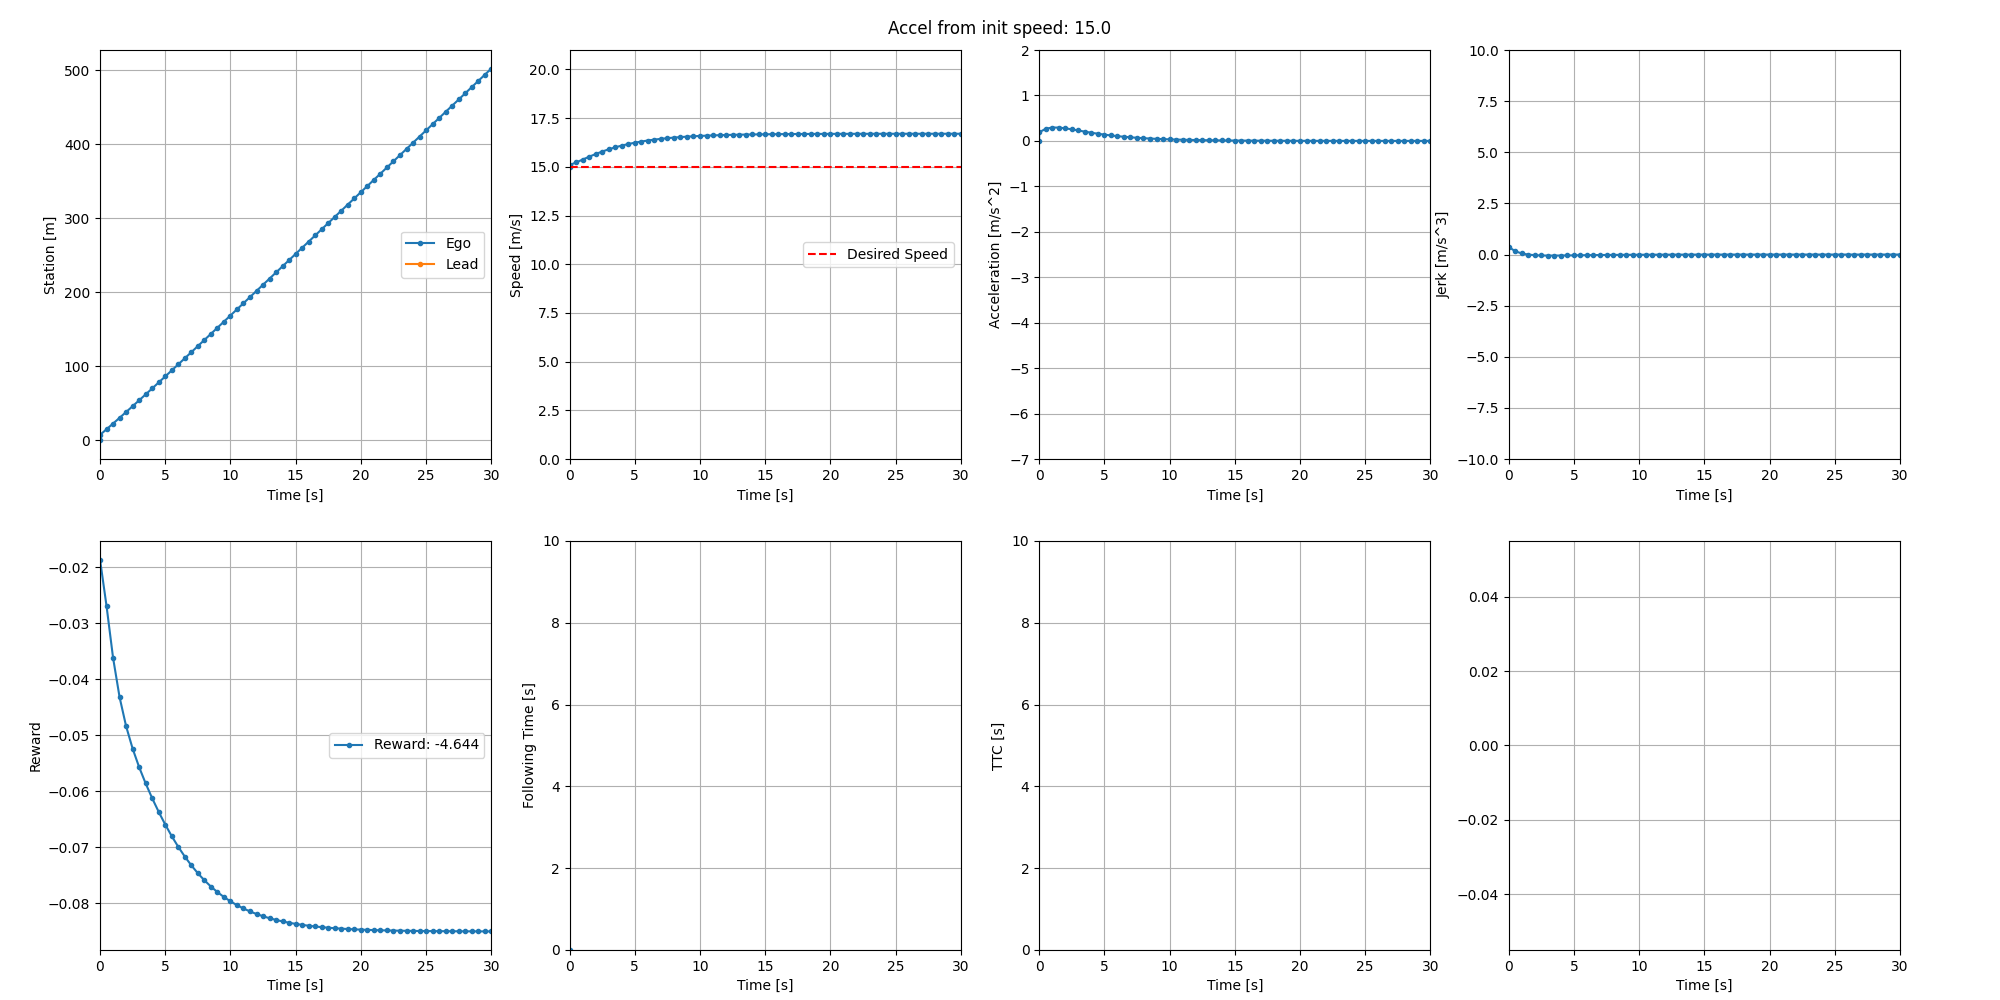 Accel from init speed: 15.0
500
400
300
200
100
0
Station [m]
Ego
Lead
0 5 10 15 20 25 30
Time [s]
20.0
17.5
15.0
12.5
10.0
7.5
5.0
2.5
0.0
Speed [m/s]
Desired Speed
0 5 10 15 20 25 30
Time [s]
2
1
0
−1
−2
−3
−4
−5
−6
−7
Acceleration [m/s^2]
0 5 10 15 20 25 30
Time [s]
10.0
7.5
5.0
2.5
0.0
−2.5
−5.0
−7.5
−10.0
Jerk [m/s^3]
0 5 10 15 20 25 30
Time [s]
−0.02
−0.03
−0.04
−0.05
−0.06
−0.07
−0.08
Reward
Reward: -4.644
0 5 10 15 20 25 30
Time [s]
10
8
6
4
2
0
Following Time [s]
0 5 10 15 20 25 30
Time [s]
10
8
6
4
2
0
TTC [s]
0 5 10 15 20 25 30
Time [s]
0.04
0.02
0.00
−0.02
−0.04
0 5 10 15 20 25 30
Time [s]